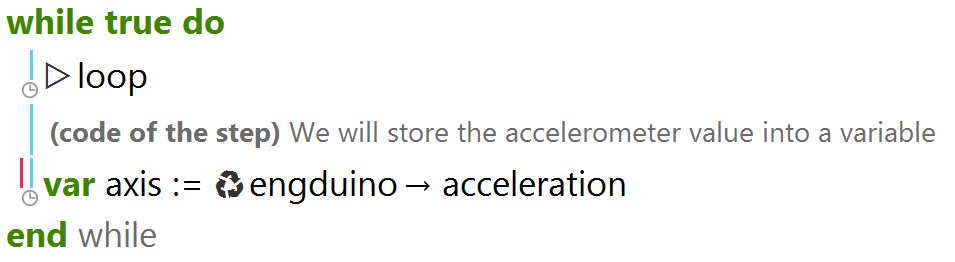 while true do
▷ loop
(code of the step) We will store the accelerometer value into a variable
var axis := ♻ engduino → acceleration
end while